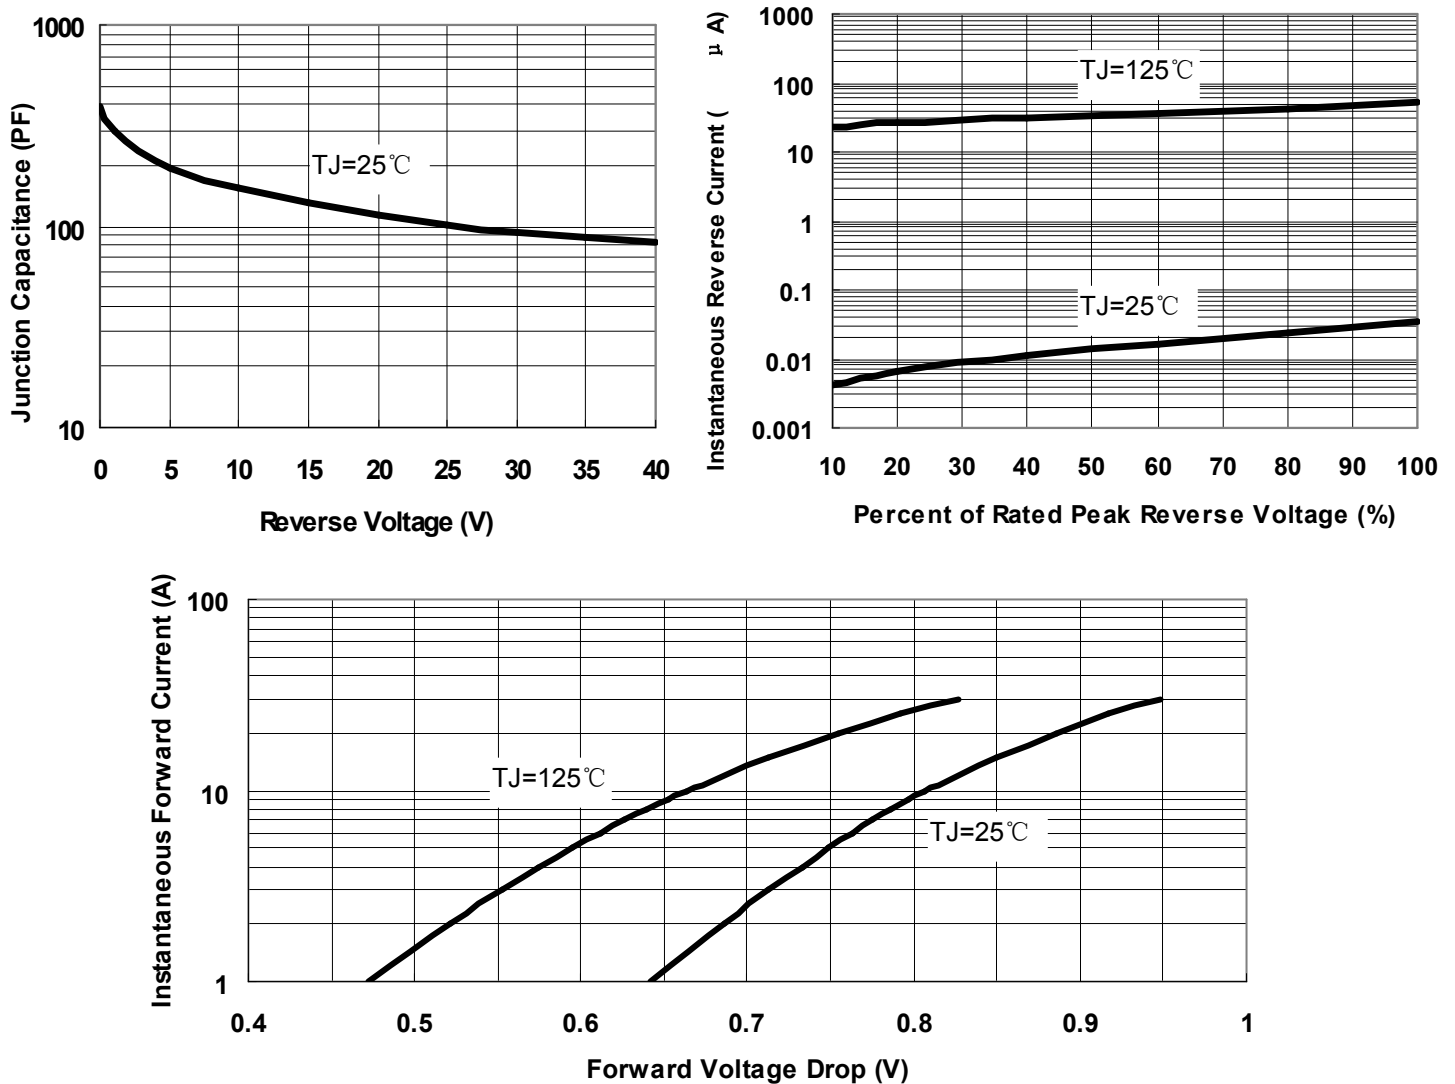 Junction Capacitance (PF)
1000
100
10
TJ=25℃
0 5 10 15 20 25 30 35 40
Reverse Voltage (V)
Instantaneous Reverse Current ( μ A)
1000
100
10
1
0.1
0.01
0.001
TJ=125℃
TJ=25℃
10 20 30 40 50 60 70 80 90 100
Percent of Rated Peak Reverse Voltage (%)
Instantaneous Forward Current (A)
100
10
1
TJ=125℃
TJ=25℃
0.4 0.5 0.6 0.7 0.8 0.9 1
Forward Voltage Drop (V)